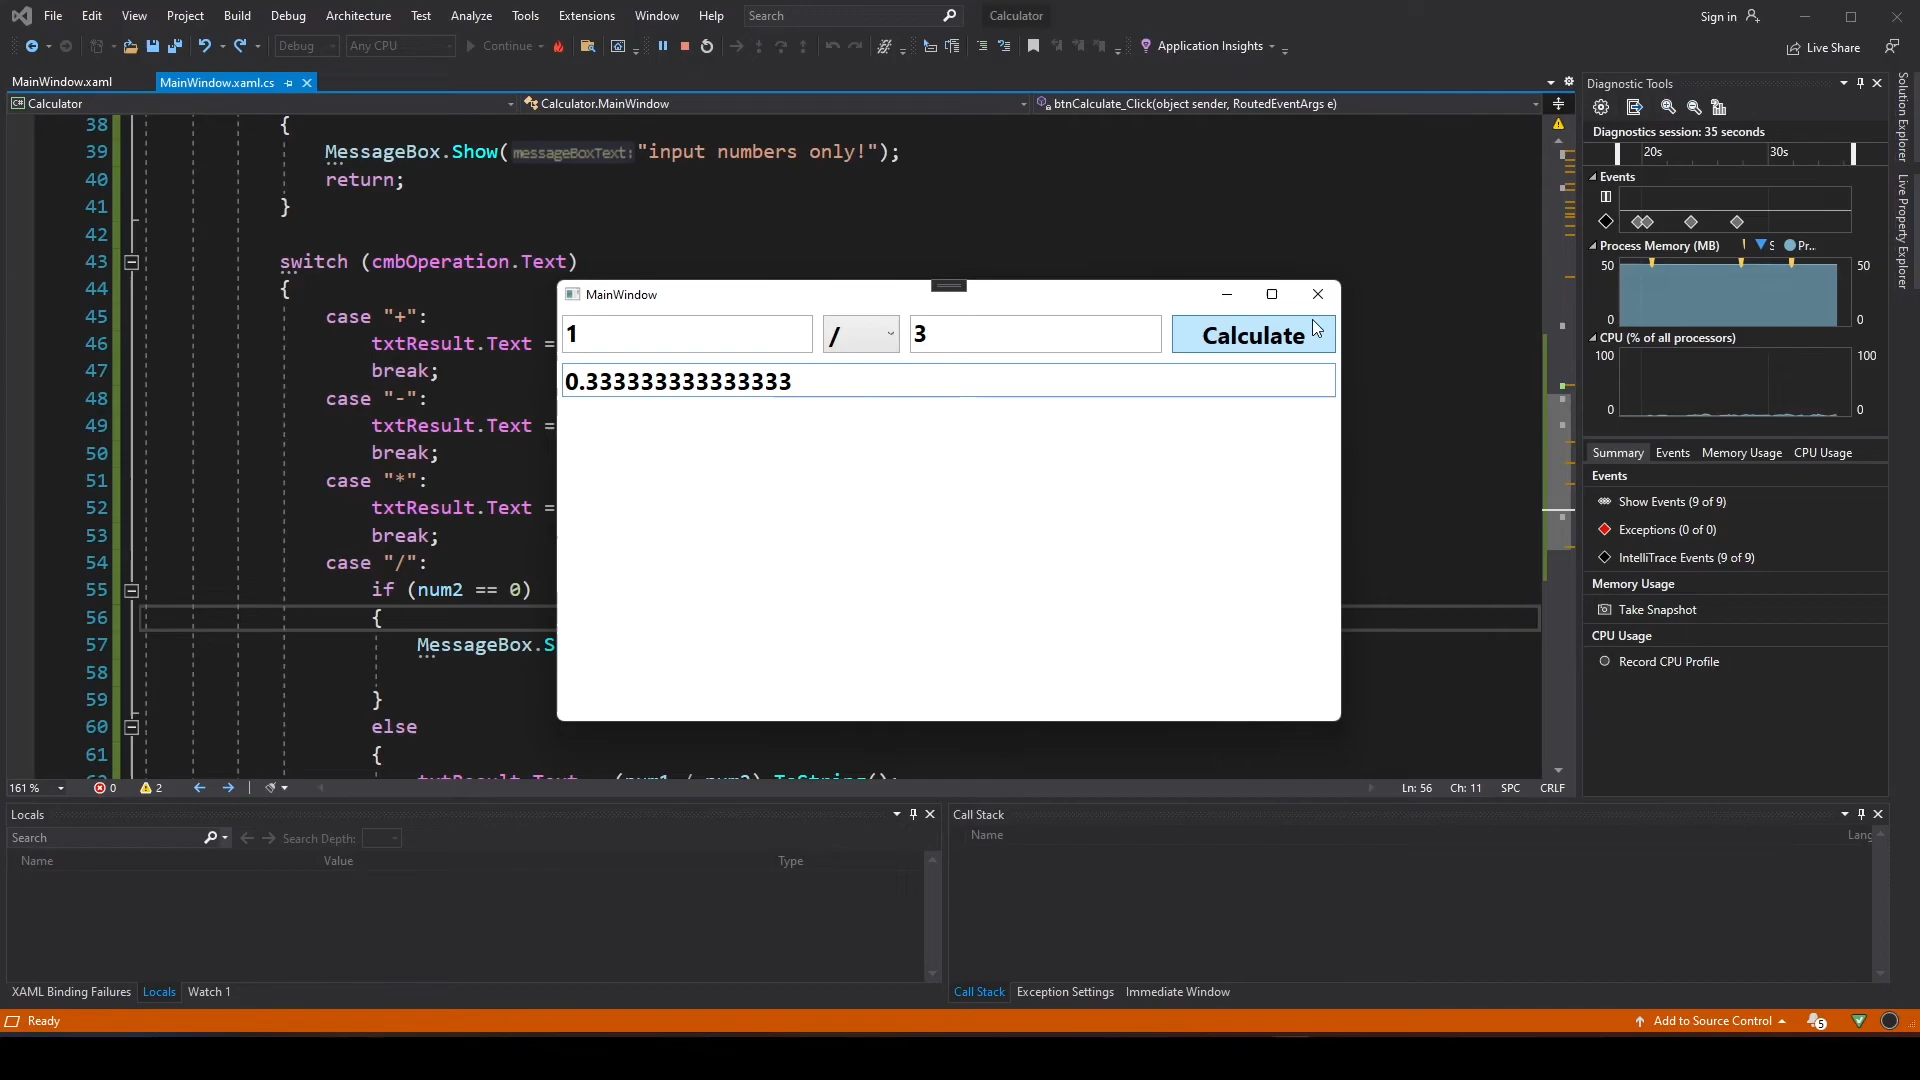 File Edit View Project Build Debug Architecture Test Analyze Tools Extensions Window Help Search Calculator Sign in
Debug Any CPU Continue Application Insights Live Share
MainWindow.xaml MainWindow.xaml.cs
Calculator Calculator.MainWindow btnCalculate_Click(object sender, RoutedEventArgs e)
38 {
39 MessageBox.Show(messageBoxText: "input numbers only!");
40 return;
41 }
42
43 switch (cmbOperation.Text)
44 {
45 case "+":
46 txtResult.Text =
47 break;
48 case "-":
49 txtResult.Text =
50 break;
51 case "*":
52 txtResult.Text =
53 break;
54 case "/":
55 if (num2 == 0)
56 {
57 MessageBox.S
58
59 }
60 else
61 {
MainWindow
1 / 3 Calculate
0.333333333333333
161 % 0 2 Ln: 56 Ch: 11 SPC CRLF
Diagnostic Tools
Diagnostics session: 35 seconds
20s 30s
Events
Process Memory (MB) S Pr...
50 50
0 0
CPU (% of all processors)
100 100
0 0
Summary Events Memory Usage CPU Usage
Events
Show Events (9 of 9)
Exceptions (0 of 0)
IntelliTrace Events (9 of 9)
Memory Usage
Take Snapshot
CPU Usage
Record CPU Profile
Solution Explorer
Live Property Explorer
Locals
Search Search Depth:
Name Value Type
XAML Binding Failures Locals Watch 1
Call Stack
Name Lang
Call Stack Exception Settings Immediate Window
Ready Add to Source Control 5